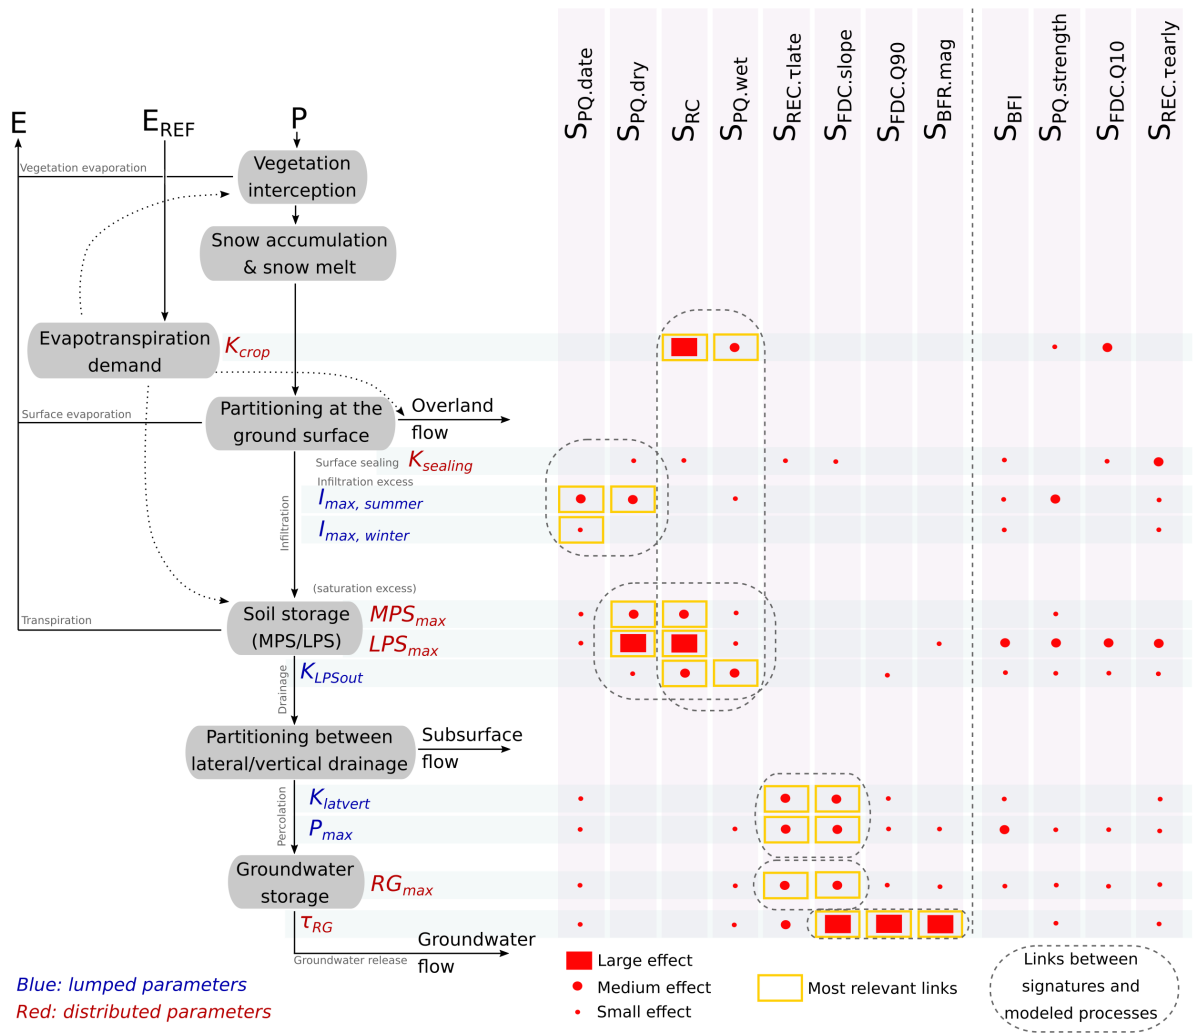 S_PQ.date
S_PQ.dry
S_RC
S_PQ.wet
S_REC.τlate
S_FDC.slope
S_FDC.Q90
S_BFR.mag
S_BFI
S_PQ.strength
S_FDC.Q10
S_REC.τearly
E
E_REF
P
Vegetation evaporation
Vegetation
interception
Snow accumulation
& snow melt
Evapotranspiration
demand
K_crop
Surface evaporation
Partitioning at the
ground surface
Overland
flow
Surface sealing
K_sealing
Infiltration excess
I_max, summer
Infiltration
I_max, winter
(saturation excess)
Transpiration
Soil storage
(MPS/LPS)
MPS_max
LPS_max
Drainage
K_LPSout
Partitioning between
lateral/vertical drainage
Subsurface
flow
Percolation
K_latvert
P_max
Groundwater
storage
RG_max
τ_RG
Groundwater release
Groundwater
flow
Blue: lumped parameters
Red: distributed parameters
Large effect
Medium effect
Small effect
Most relevant links
Links between
signatures and
modeled processes